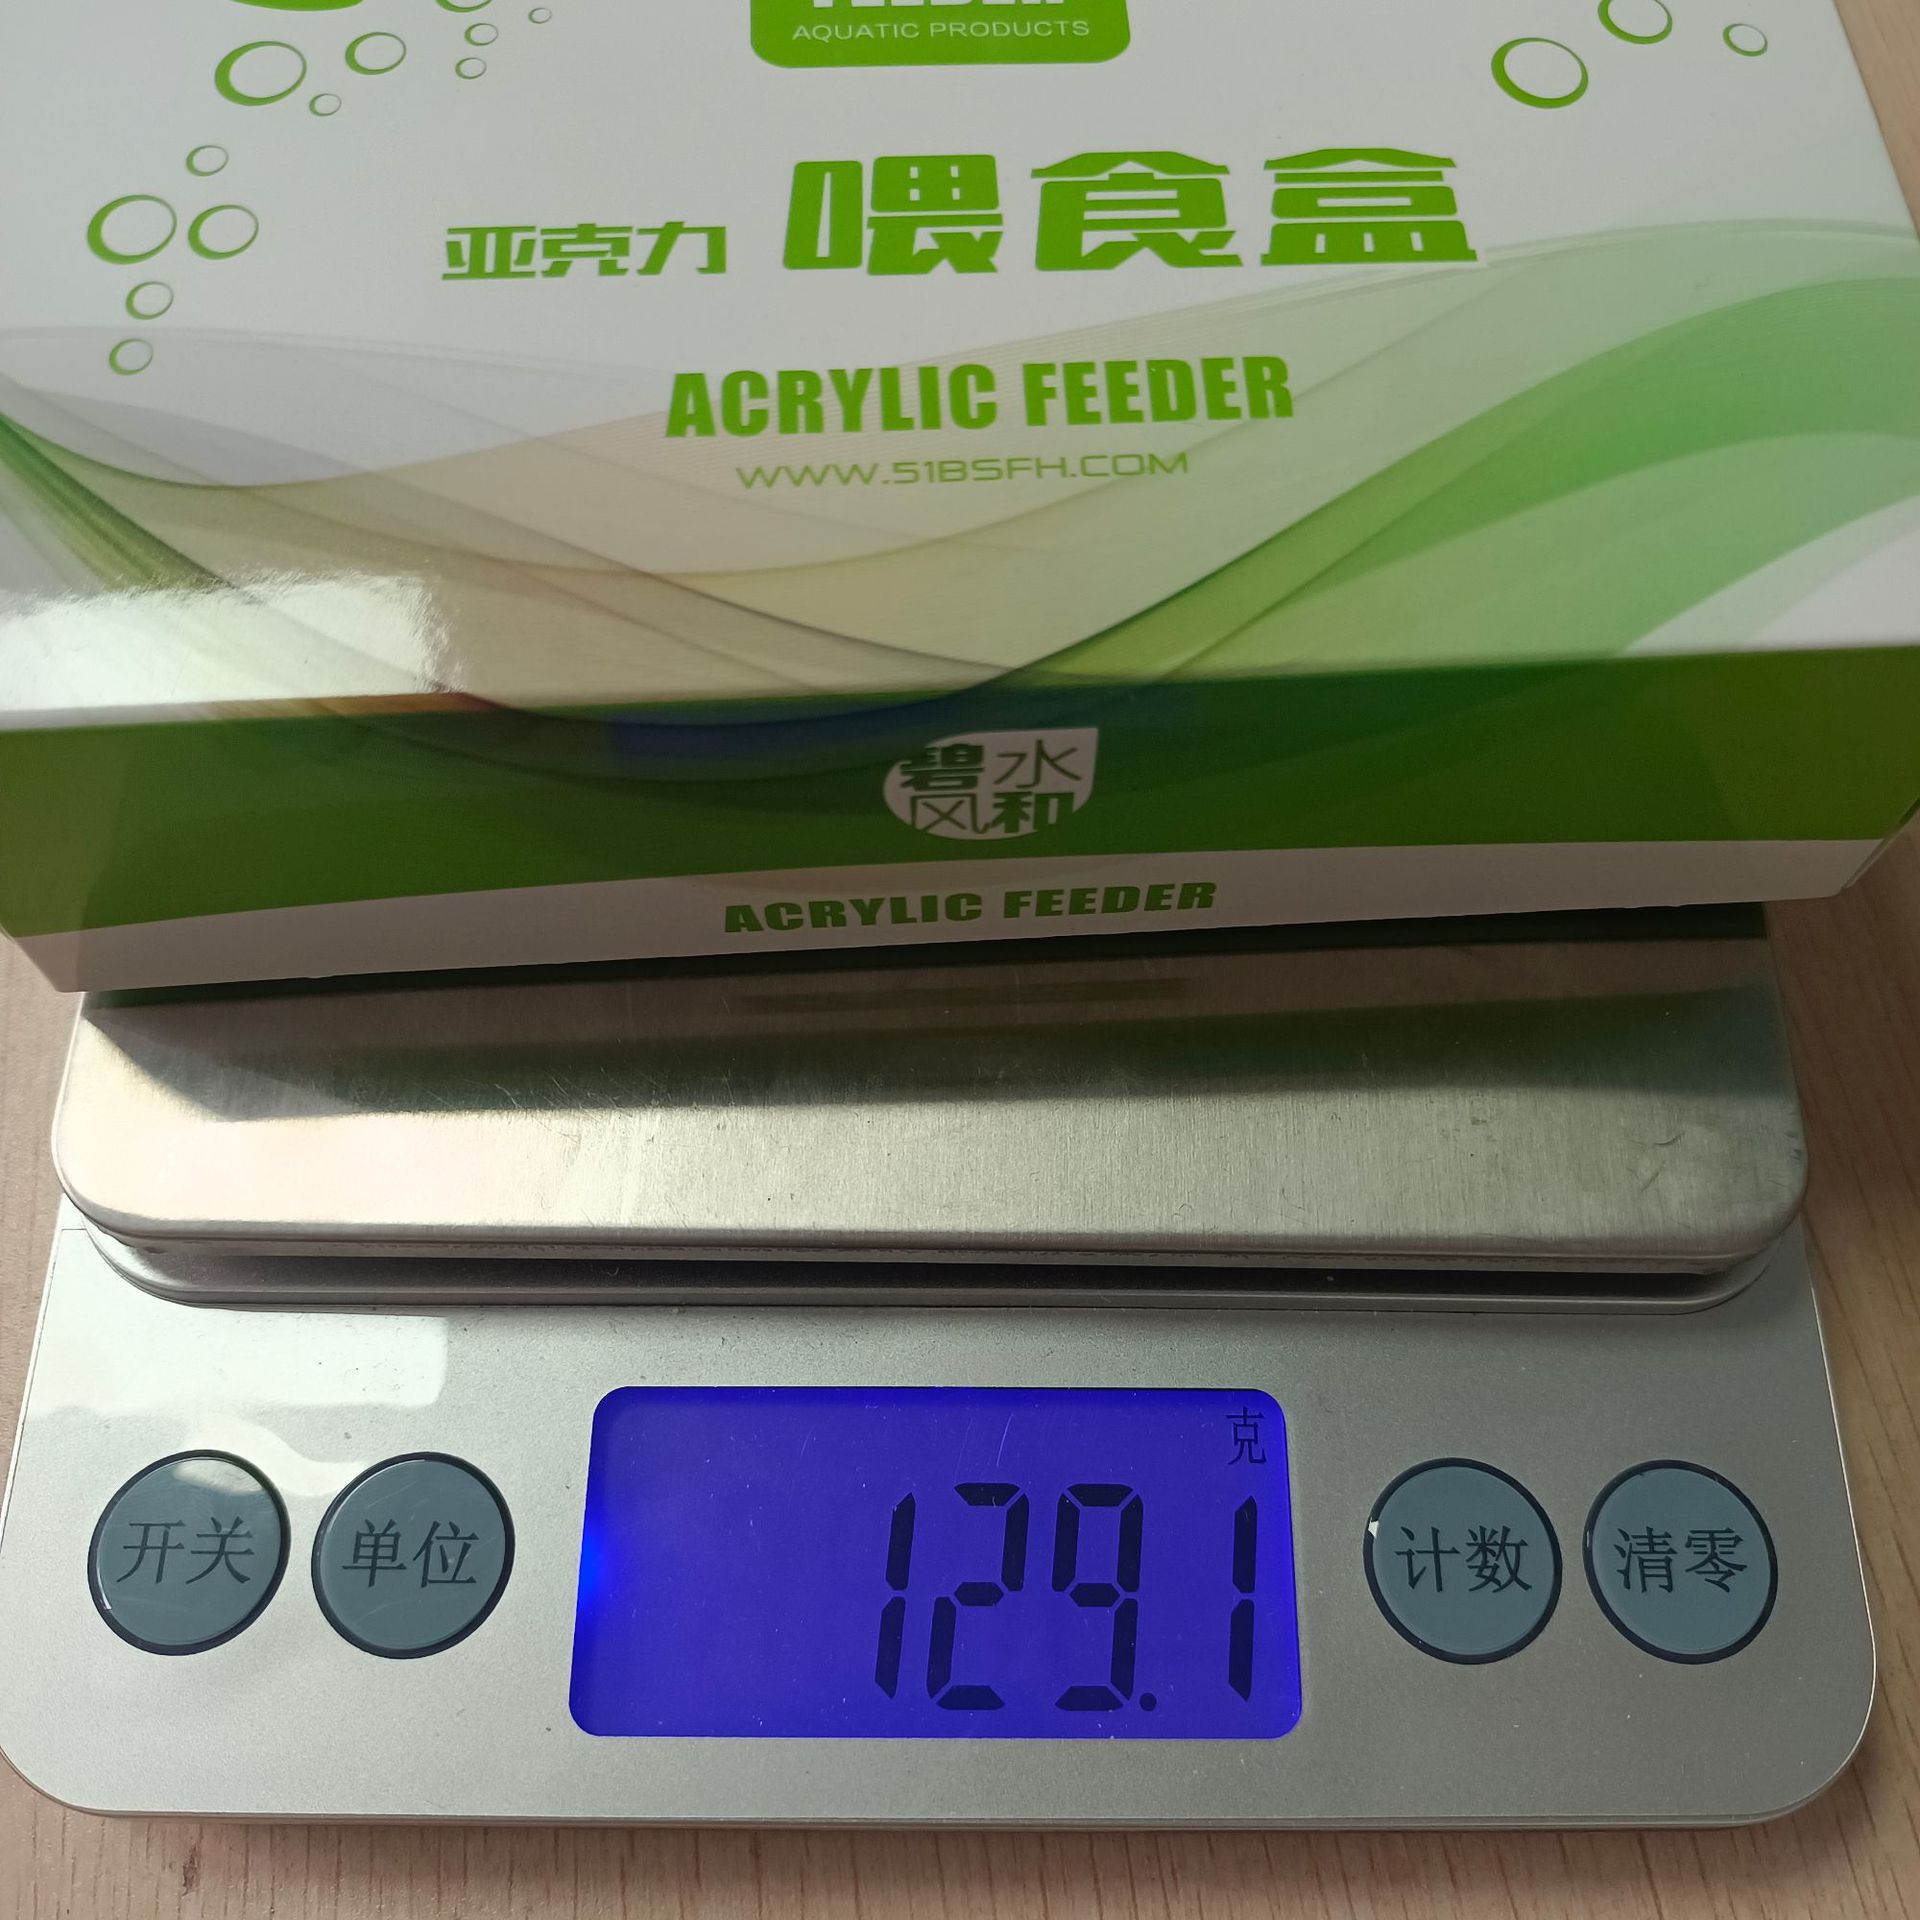 AQUATIC PRODUCTS
亚克力 喂食盒
ACRYLIC FEEDER
WWW.51BSFH.COM
碧水
风和
ACRYLIC FEEDER
克
129.1
开关 单位 计数 清零